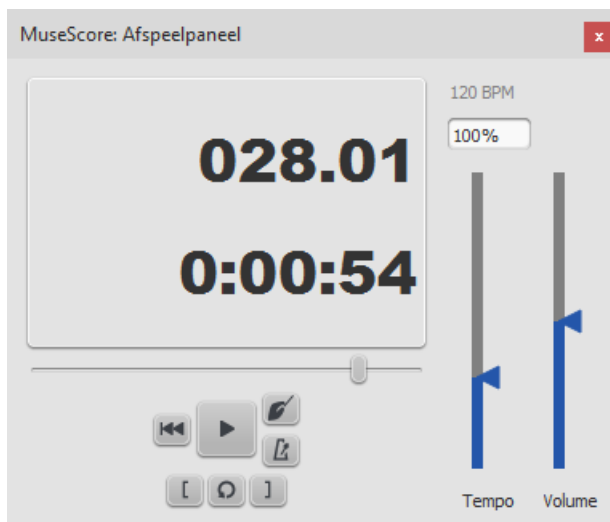 MuseScore: Afspeelpaneel
x
120 BPM
100%
028.01
0:00:54
[ ]
Tempo Volume